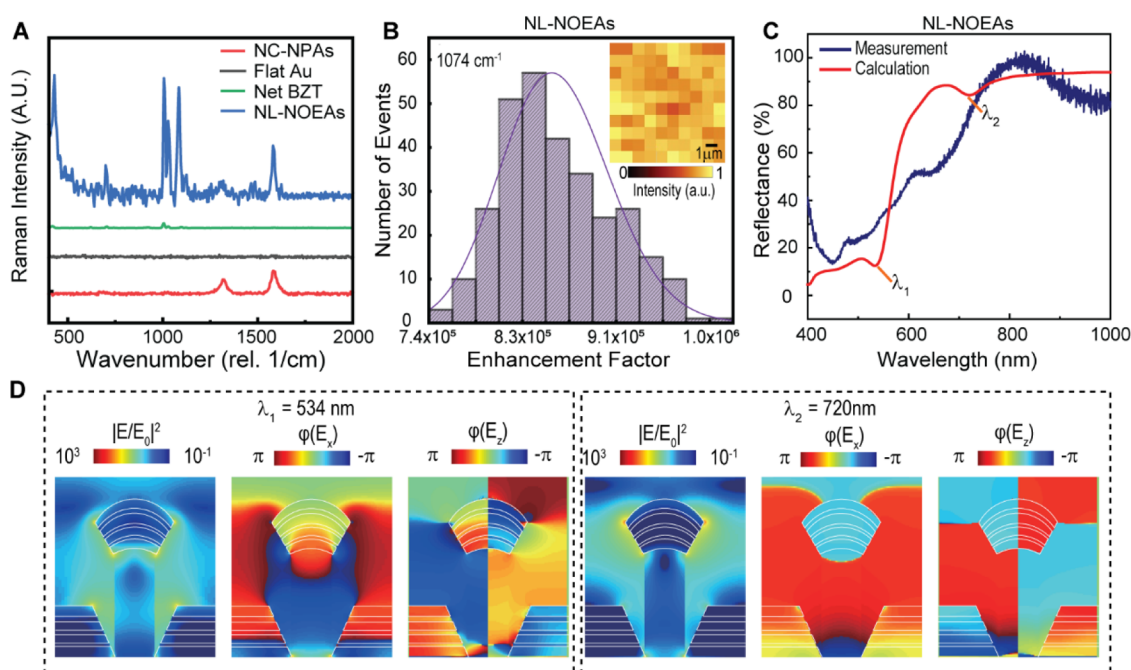 A
NC-NPAs
Flat Au
Net BZT
NL-NOEAs
Raman Intensity (A.U.)
500
1000
1500
2000
Wavenumber (rel. 1/cm)
B
NL-NOEAs
1074 cm⁻¹
60
50
40
30
20
10
0
Number of Events
1μm
0
1
Intensity (a.u.)
7.4x10⁵
8.3x10⁵
9.1x10⁵
1.0x10⁶
Enhancement Factor
C
NL-NOEAs
Measurement
Calculation
100
80
60
40
20
0
Reflectance (%)
λ₂
λ₁
400
600
800
1000
Wavelength (nm)
D
λ₁ = 534 nm
|E/E₀|²
φ(Eₓ)
φ(E_z)
10³
10⁻¹
π
-π
π
-π
λ₂ = 720nm
|E/E₀|²
φ(Eₓ)
φ(E_z)
10³
10⁻¹
π
-π
π
-π